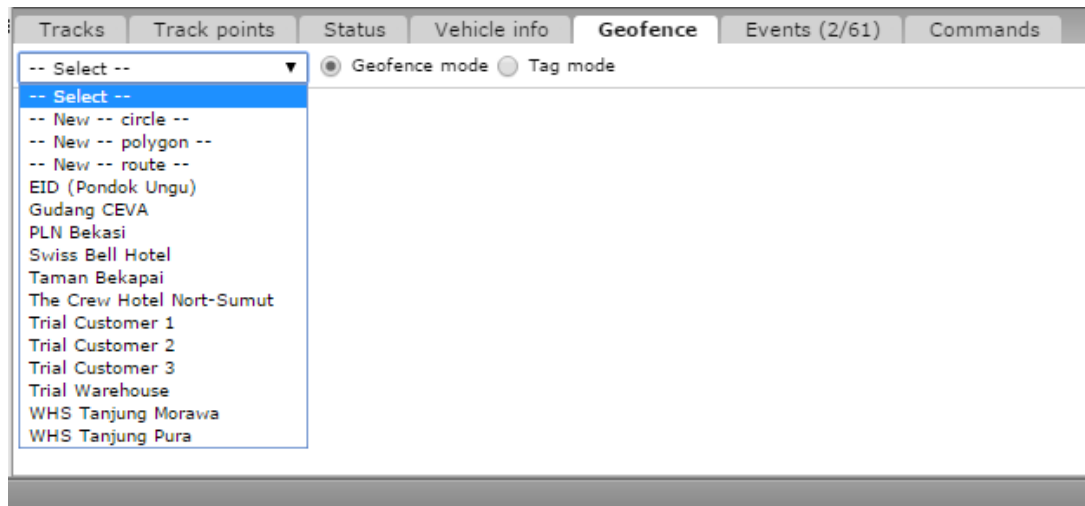 Tracks Track points Status Vehicle info Geofence Events (2/61) Commands
-- Select -- Geofence mode Tag mode
-- Select --
-- New -- circle --
-- New -- polygon --
-- New -- route --
EID (Pondok Ungu)
Gudang CEVA
PLN Bekasi
Swiss Bell Hotel
Taman Bekapai
The Crew Hotel Nort-Sumut
Trial Customer 1
Trial Customer 2
Trial Customer 3
Trial Warehouse
WHS Tanjung Morawa
WHS Tanjung Pura